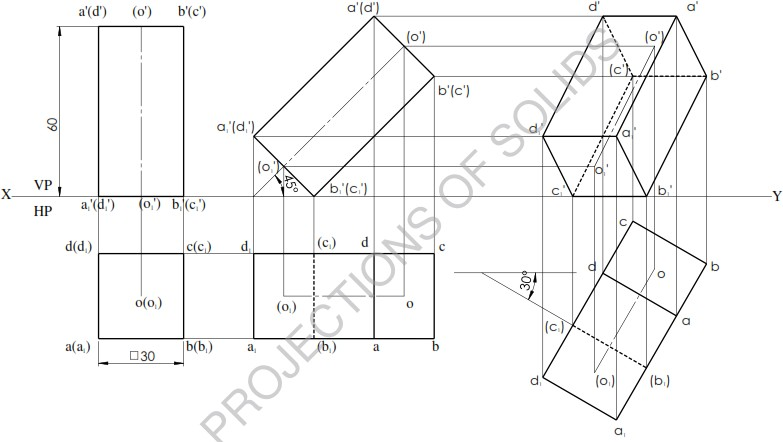 a'(d') (o') b'(c')
60
X VP
HP
a₁'(d₁') (o₁') b₁'(c₁')
d(d₁) c(c₁)
o(o₁)
a(a₁) b(b₁)
□30
a'(d')
(o')
b'(c')
a₁'(d₁')
(o₁')
45°
b₁'(c₁')
d₁ (c₁) d c
(o₁) o
a₁ (b₁) a b
d' a'
(o')
(c') b'
d₁' a₁'
o₁'
c₁' b₁'
Y
c
d b
o
30°
a
(c₁)
d₁ (o₁) (b₁)
a₁
PROJECTIONS OF SOLIDS